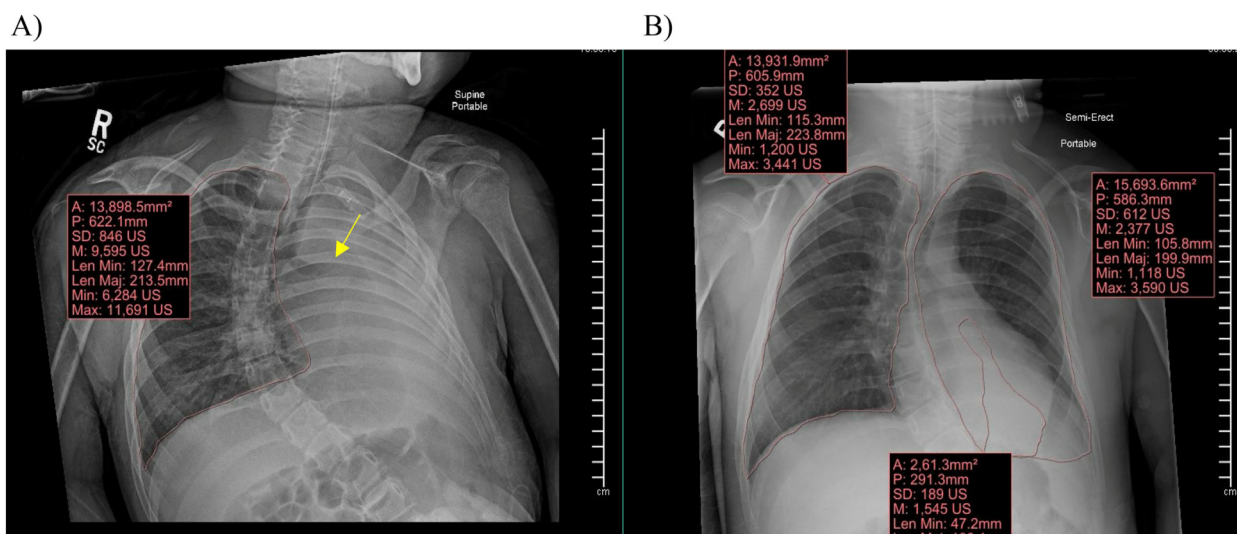 A)
B)
R
SC
Supine
Portable
A: 13,898.5mm²
P: 622.1mm
SD: 846 US
M: 9,595 US
Len Min: 127.4mm
Len Maj: 213.5mm
Min: 6,284 US
Max: 11,691 US
cm
A: 13,931.9mm²
P: 605.9mm
SD: 352 US
M: 2,699 US
Len Min: 115.3mm
Len Maj: 223.8mm
Min: 1,200 US
Max: 3,441 US
Semi-Erect
Portable
A: 15,693.6mm²
P: 586.3mm
SD: 612 US
M: 2,377 US
Len Min: 105.8mm
Len Maj: 199.9mm
Min: 1,118 US
Max: 3,590 US
A: 2,61.3mm²
P: 291.3mm
SD: 189 US
M: 1,545 US
Len Min: 47.2mm
cm